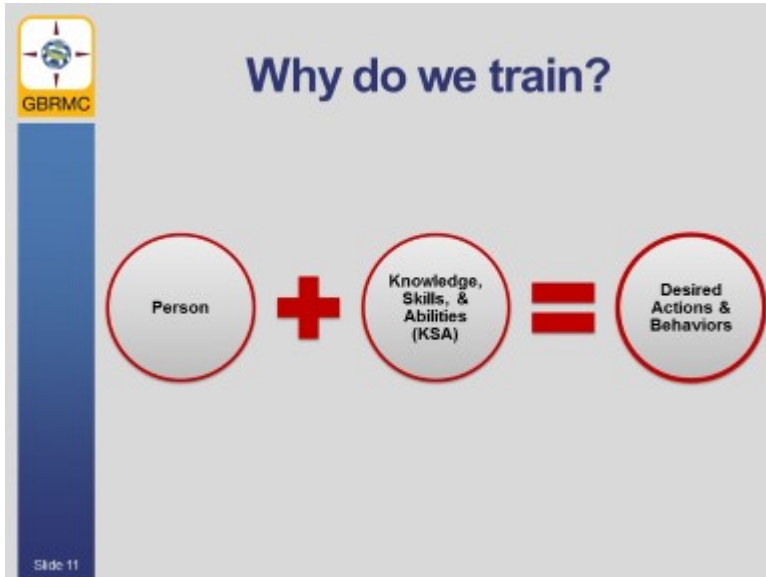 GBRMC
Why do we train?
Person
Knowledge,
Skills, &
Abilities
(KSA)
Desired
Actions &
Behaviors
Slide 11